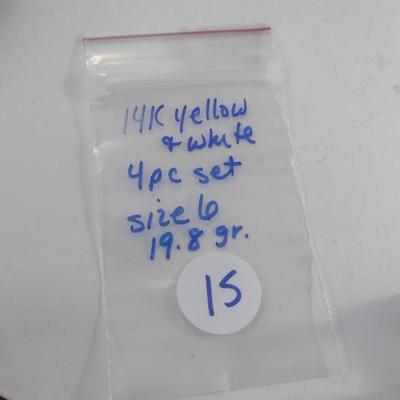 14K yellow
& white
4pc set
size 6
19.8 gr.
15